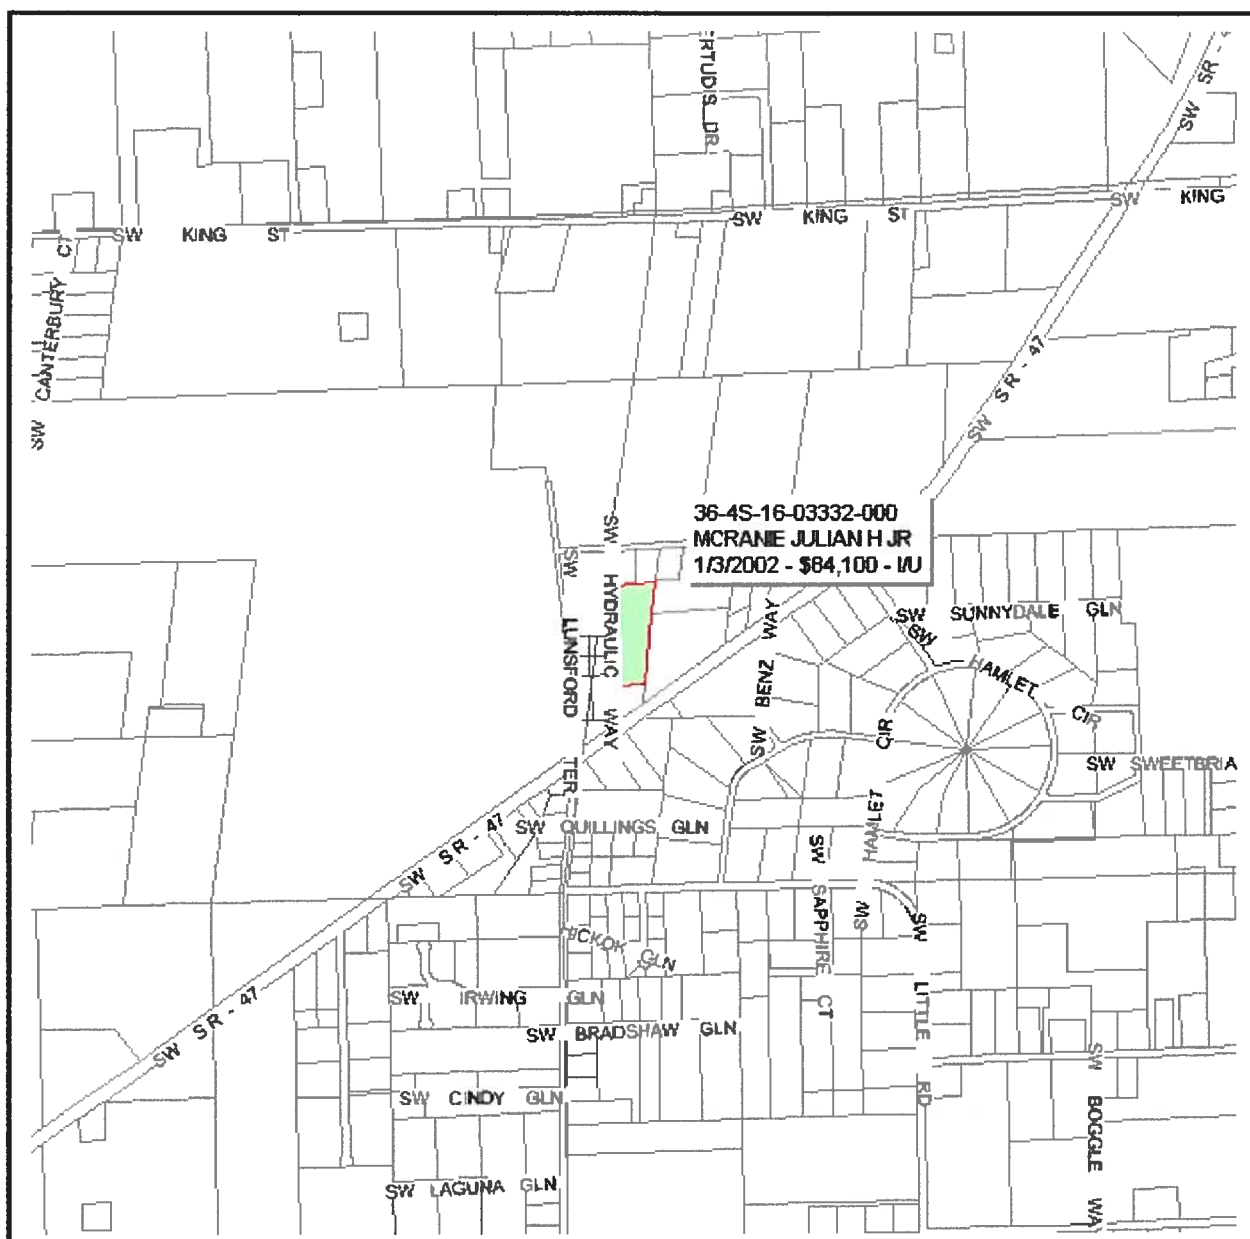 ERTUDIS DR
SW SR -
SW KING ST
SW KING ST
SW KING
SW CANTERBURY CT
SW SR - 47
36-4S-16-03332-000
MCRANIE JULIAN H JR
1/3/2002 - $84,100 - I/U
SW HYDRAULIC WAY
SW LUNSFORD TER
SW BENZ WAY
SW SUNNYDALE GLN
SW HAMLET CIR
SW SWEETBRIA
SW HAMLET CIR
SW SR - 47
SW QUILLINGS GLN
SW SAPPHIRE CT
SW LITTLE RD
GLN
SW SR - 47
SW IRWING GLN
SW BRADSHAW GLN
SW CINDY GLN
SW BOGGLE WA
SW LAGUNA GLN